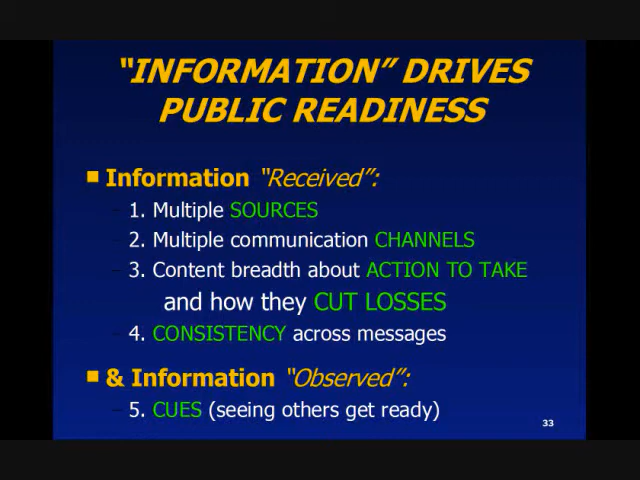 “INFORMATION” DRIVES
PUBLIC READINESS
■ Information “Received”:
– 1. Multiple SOURCES
– 2. Multiple communication CHANNELS
– 3. Content breadth about ACTION TO TAKE
and how they CUT LOSSES
– 4. CONSISTENCY across messages
■ & Information “Observed”:
– 5. CUES (seeing others get ready)
33